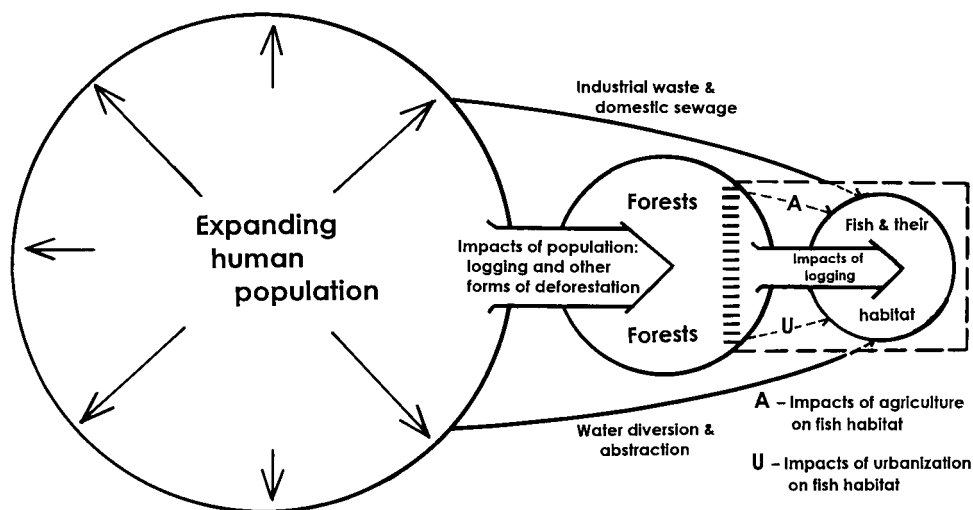 Expanding
human
population
Industrial waste &
domestic sewage
Impacts of population:
logging and other
forms of deforestation
Forests
Forests
A
U
Impacts of
logging
Fish & their
habitat
Water diversion &
abstraction
A – Impacts of agriculture
on fish habitat
U – Impacts of urbanization
on fish habitat